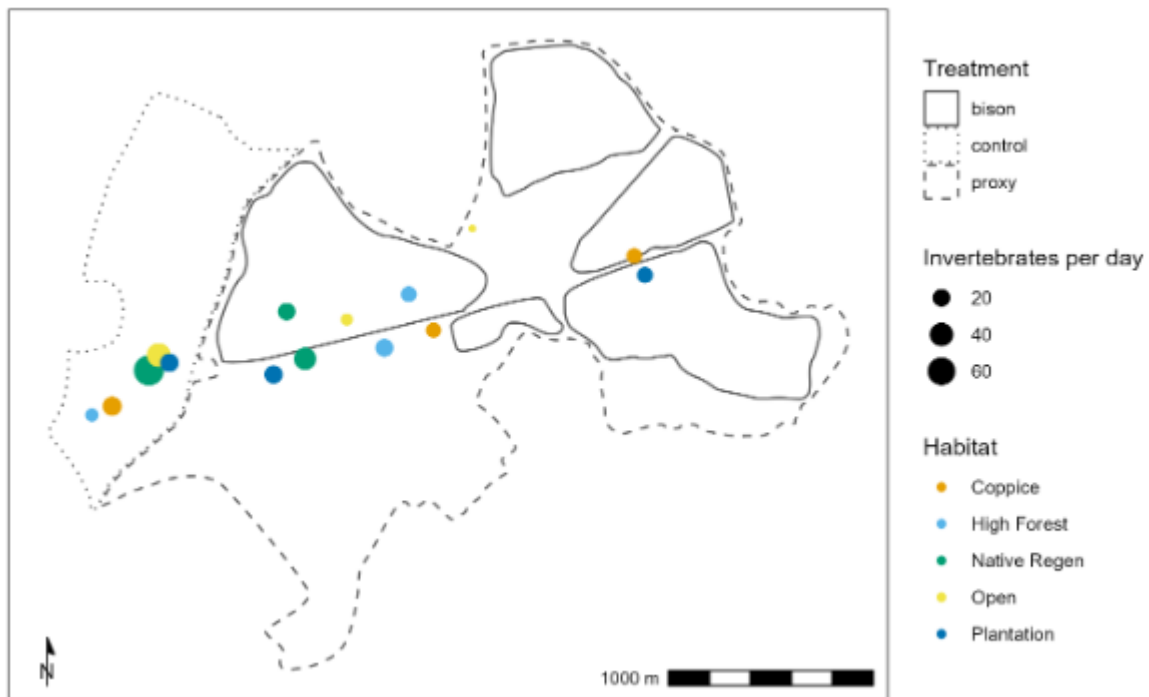 Treatment
bison
control
proxy
Invertebrates per day
20
40
60
Habitat
Coppice
High Forest
Native Regen
Open
Plantation
N
1000 m